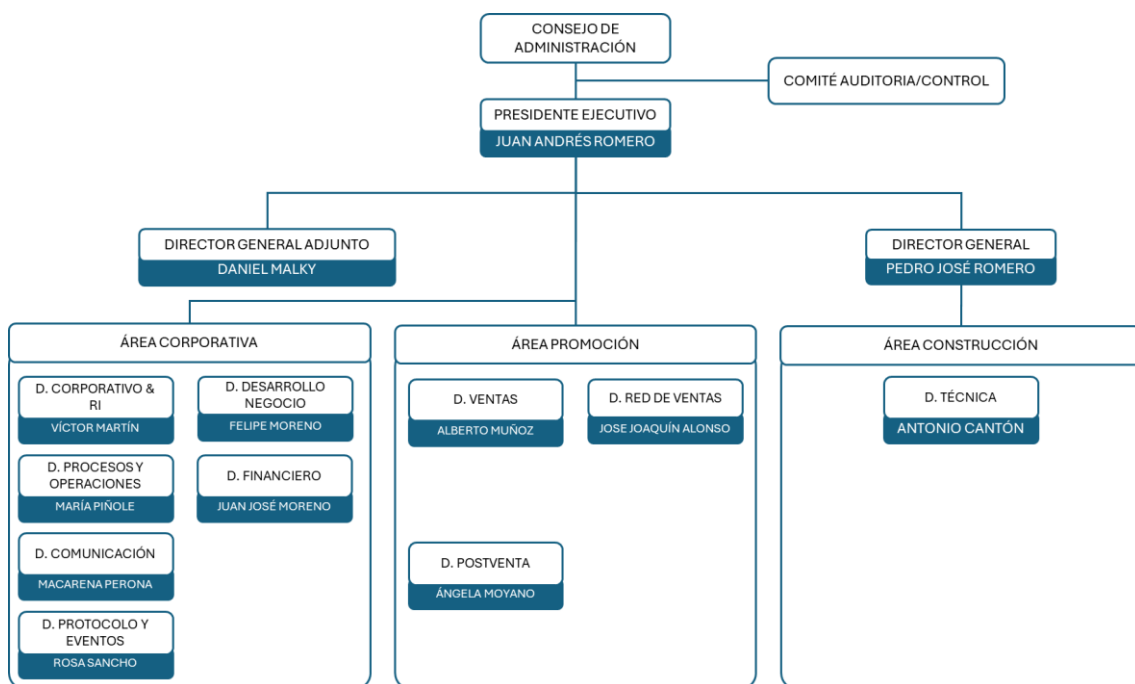 CONSEJO DE
ADMINISTRACIÓN
COMITÉ AUDITORIA/CONTROL
PRESIDENTE EJECUTIVO
JUAN ANDRÉS ROMERO
DIRECTOR GENERAL ADJUNTO
DANIEL MALKY
DIRECTOR GENERAL
PEDRO JOSÉ ROMERO
ÁREA CORPORATIVA
D. CORPORATIVO &
RI
VÍCTOR MARTÍN
D. DESARROLLO
NEGOCIO
FELIPE MORENO
D. PROCESOS Y
OPERACIONES
MARÍA PIÑOLE
D. FINANCIERO
JUAN JOSÉ MORENO
D. COMUNICACIÓN
MACARENA PERONA
D. PROTOCOLO Y
EVENTOS
ROSA SANCHO
ÁREA PROMOCIÓN
D. VENTAS
ALBERTO MUÑOZ
D. RED DE VENTAS
JOSE JOAQUÍN ALONSO
D. POSTVENTA
ÁNGELA MOYANO
ÁREA CONSTRUCCIÓN
D. TÉCNICA
ANTONIO CANTÓN